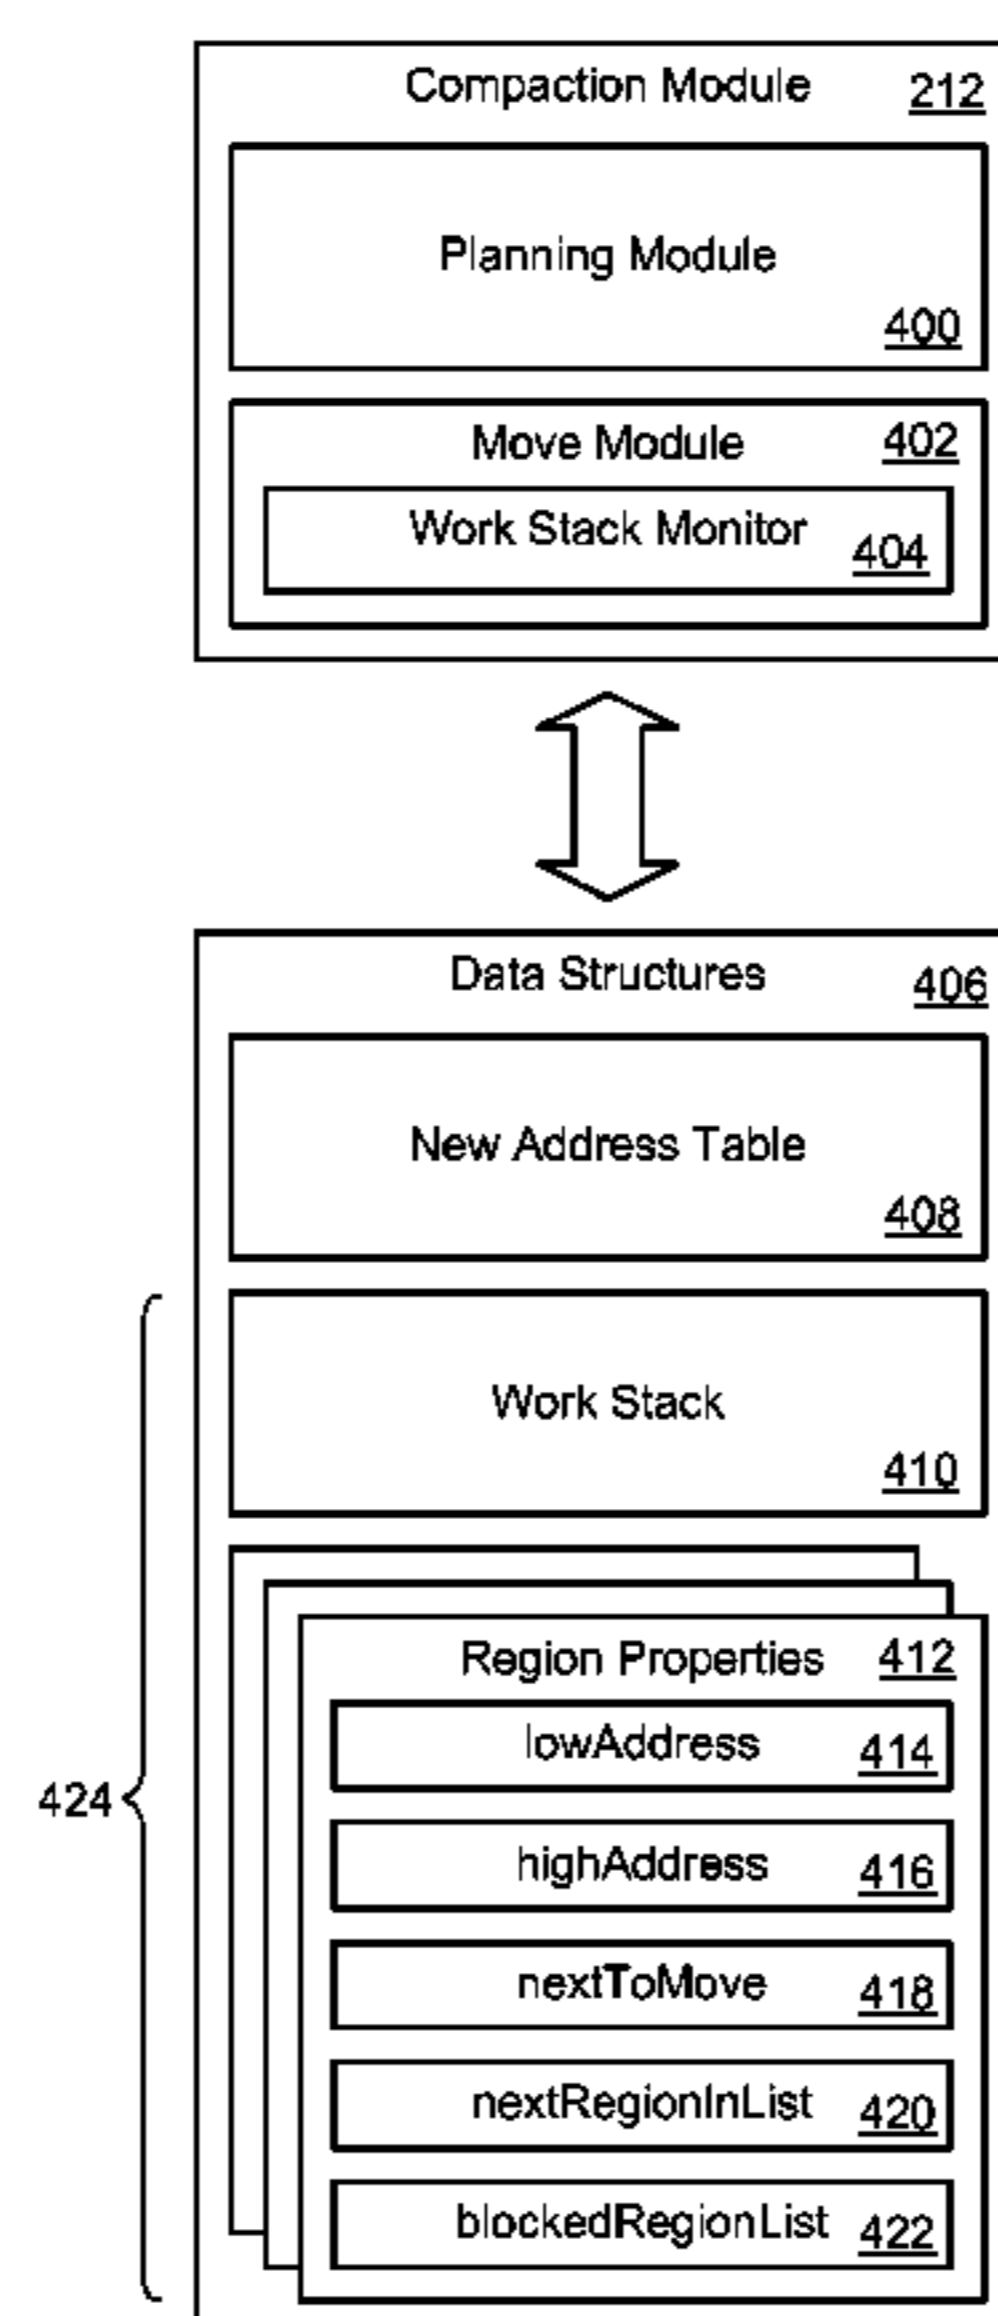 Compaction Module 212
Planning Module
400
Move Module 402
Work Stack Monitor
404
Data Structures 406
New Address Table
408
Work Stack
410
Region Properties 412
lowAddress 414
highAddress 416
nextToMove 418
424
nextRegionInList 420
blockedRegionList 422